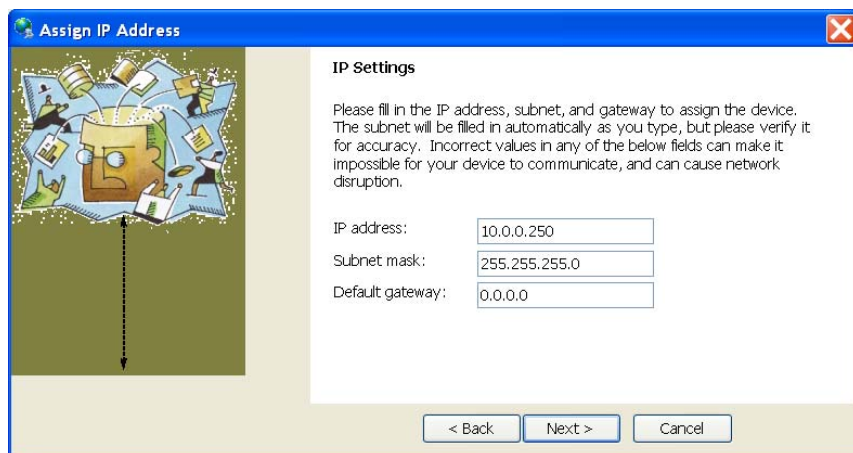 Assign IP Address
IP Settings
Please fill in the IP address, subnet, and gateway to assign the device.
The subnet will be filled in automatically as you type, but please verify it
for accuracy. Incorrect values in any of the below fields can make it
impossible for your device to communicate, and can cause network
disruption.
IP address: 10.0.0.250
Subnet mask: 255.255.255.0
Default gateway: 0.0.0.0
< Back Next > Cancel